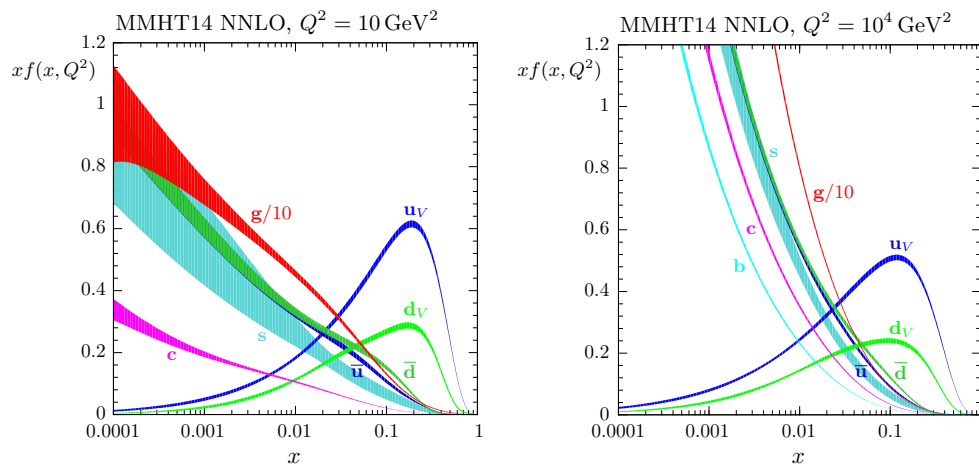 MMHT14 NNLO, Q² = 10 GeV²
xf(x, Q²)
1.2
1
0.8
0.6
0.4
0.2
0
g/10
u_V
d_V
s
c
ū
d̄
0.0001
0.001
0.01
0.1
1
x
MMHT14 NNLO, Q² = 10⁴ GeV²
xf(x, Q²)
1.2
1
0.8
0.6
0.4
0.2
0
s
g/10
c
b
u_V
d_V
ū
d̄
0.0001
0.001
0.01
0.1
x